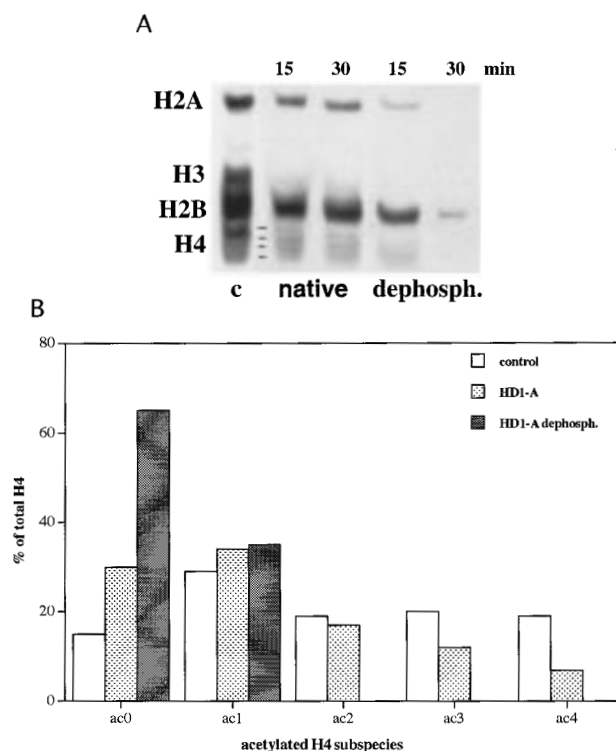 A
15 30 15 30 min
H2A
H3
H2B
H4
c native dephosph.
B
80
60
40
20
0
% of total H4
control
HD1-A
HD1-A dephosph.
ac0 ac1 ac2 ac3 ac4
acetylated H4 subspecies